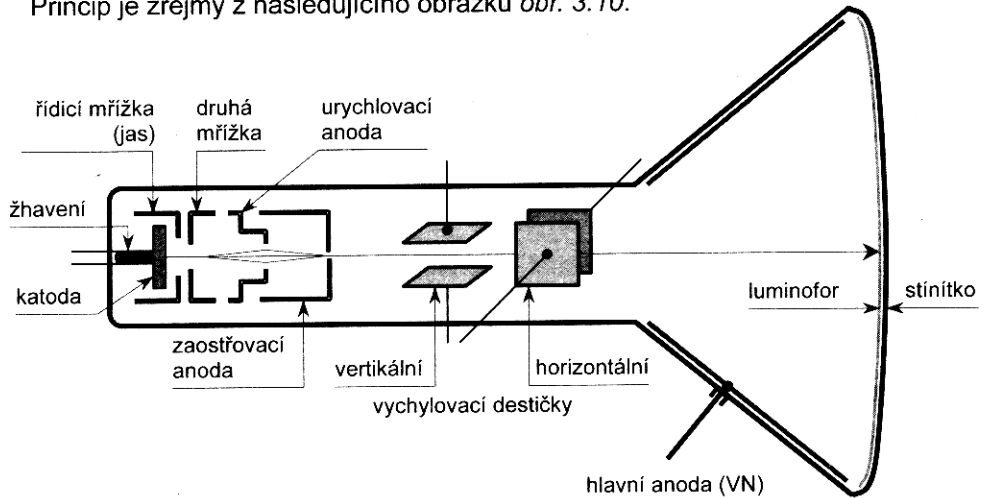 Princip je zřejmý z následujícího obrázku obr. 3.10.
řídicí mřížka
(jas)
druhá
mřížka
urychlovací
anoda
žhavení
katoda
zaostřovací
anoda
vertikální
horizontální
vychylovací destičky
luminofor
stínítko
hlavní anoda (VN)